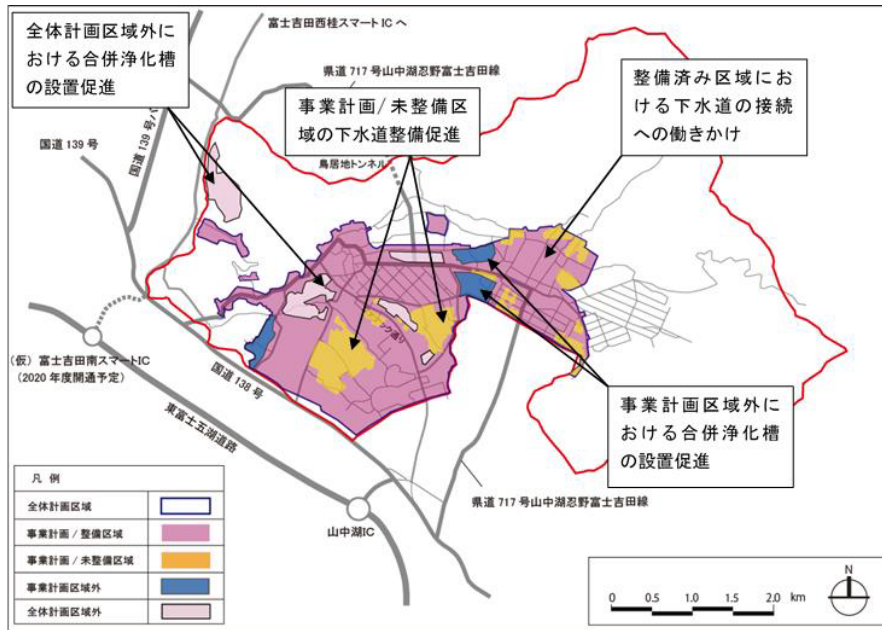 全体計画区域外に
おける合併浄化槽
の設置促進
富士吉田西桂スマートICへ
県道717号山中湖忍野富士吉田線
事業計画/未整備区
域の下水道整備促進
整備済み区域にお
ける下水道の接続
への働きかけ
国道139号
国道139号バ
鳥居地トンネル
ク通り
(仮)富士吉田南スマートIC
(2020年度開通予定)
国道138号
東富士五湖道路
事業計画区域外に
おける合併浄化槽
の設置促進
県道717号山中湖忍野富士吉田線
山中湖IC
凡例
全体計画区域
事業計画/整備区域
事業計画/未整備区域
事業計画区域外
全体計画区域外
N
0 0.5 1.0 1.5 2.0 km